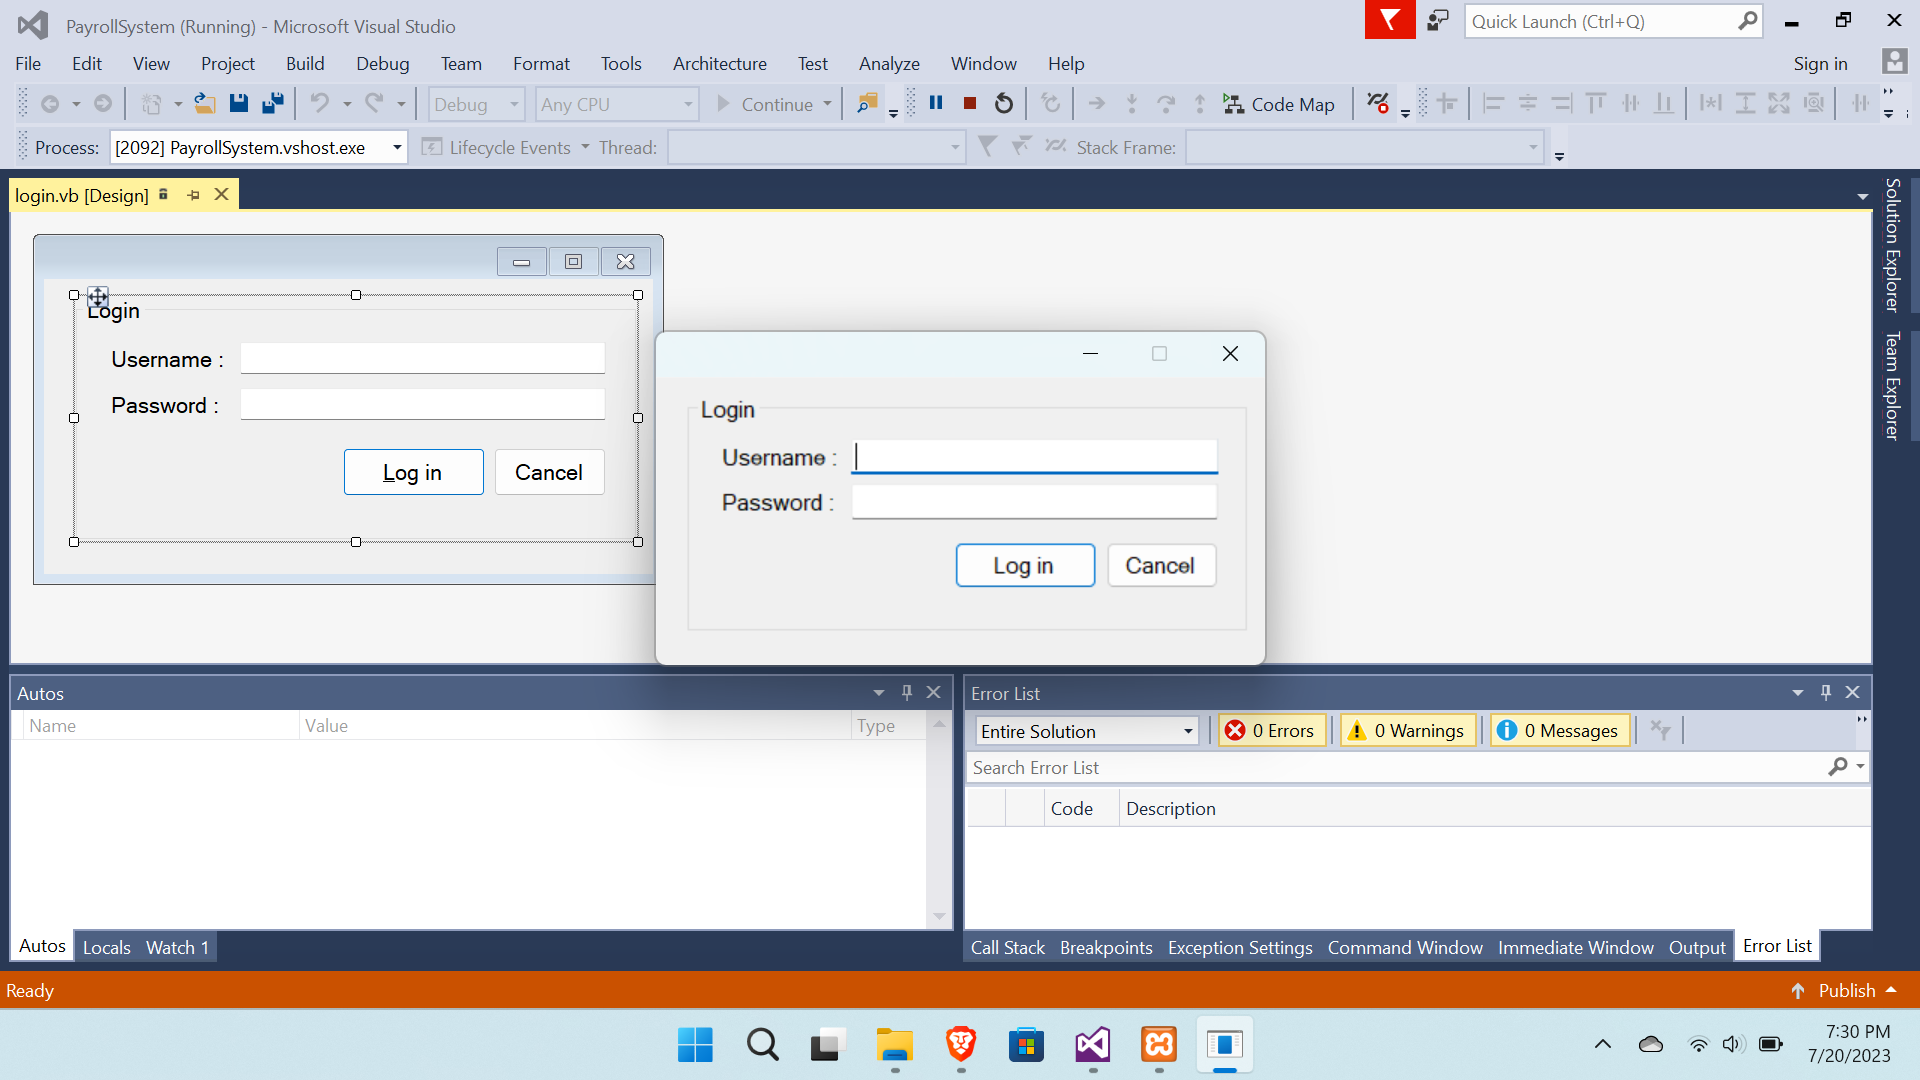 PayrollSystem (Running) - Microsoft Visual Studio
Quick Launch (Ctrl+Q)
File Edit View Project Build Debug Team Format Tools Architecture Test Analyze Window Help
Sign in
Debug Any CPU Continue Code Map
Process: [2092] PayrollSystem.vshost.exe Lifecycle Events Thread: Stack Frame:
login.vb [Design]
Solution Explorer
Team Explorer
Login
Username :
Password :
Log in Cancel
Login
Username :
Password :
Log in Cancel
Autos
Name Value Type
Autos Locals Watch 1
Error List
Entire Solution 0 Errors 0 Warnings 0 Messages
Search Error List
Code Description
Call Stack Breakpoints Exception Settings Command Window Immediate Window Output Error List
Ready
Publish
7:30 PM
7/20/2023